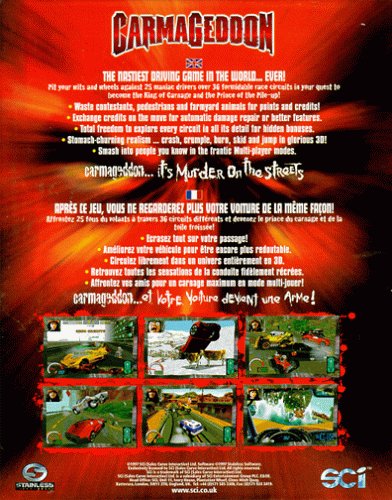 CARMAGEDDON
THE NASTIEST DRIVING GAME IN THE WORLD... EVER!
Pit your wits and wheels against 25 maniac drivers over 36 formidable race circuits in your quest to
become the King of Carnage and the Prince of the Pile-up!
• Waste contestants, pedestrians and farmyard animals for points and credits!
• Exchange credits on the move for automatic damage repair or better features.
• Total freedom to explore every circuit in all its detail for hidden bonuses.
• Stomach-churning realism ... crash, crumple, burn, skid and jump in glorious 3D!
• Smash into people you know in the frantic Multi-player modes.
carmageddon... it's Murder On the Streets
APRÈS CE JEU, VOUS NE REGARDEREZ PLUS VOTRE VOITURE DE LA MÊME FAÇON!
Affrontez 25 fous du volants à travers 36 circuits différents et devenez le prince du carnage et de la
tôle froissée!
• Ecrasez tout sur votre passage!
• Améliorez votre véhicule pour être encore plus redoutable.
• Circulez librement dans un univers entièrement en 3D.
• Retrouvez toutes les sensations de la conduite fidèlement récrées.
• Affrontez vos amis pour un carnage maximum en mode multi-joueur!
carmageddon...et Votre Voiture devient une Arme!
STAINLESS
SCi
www.sci.co.uk